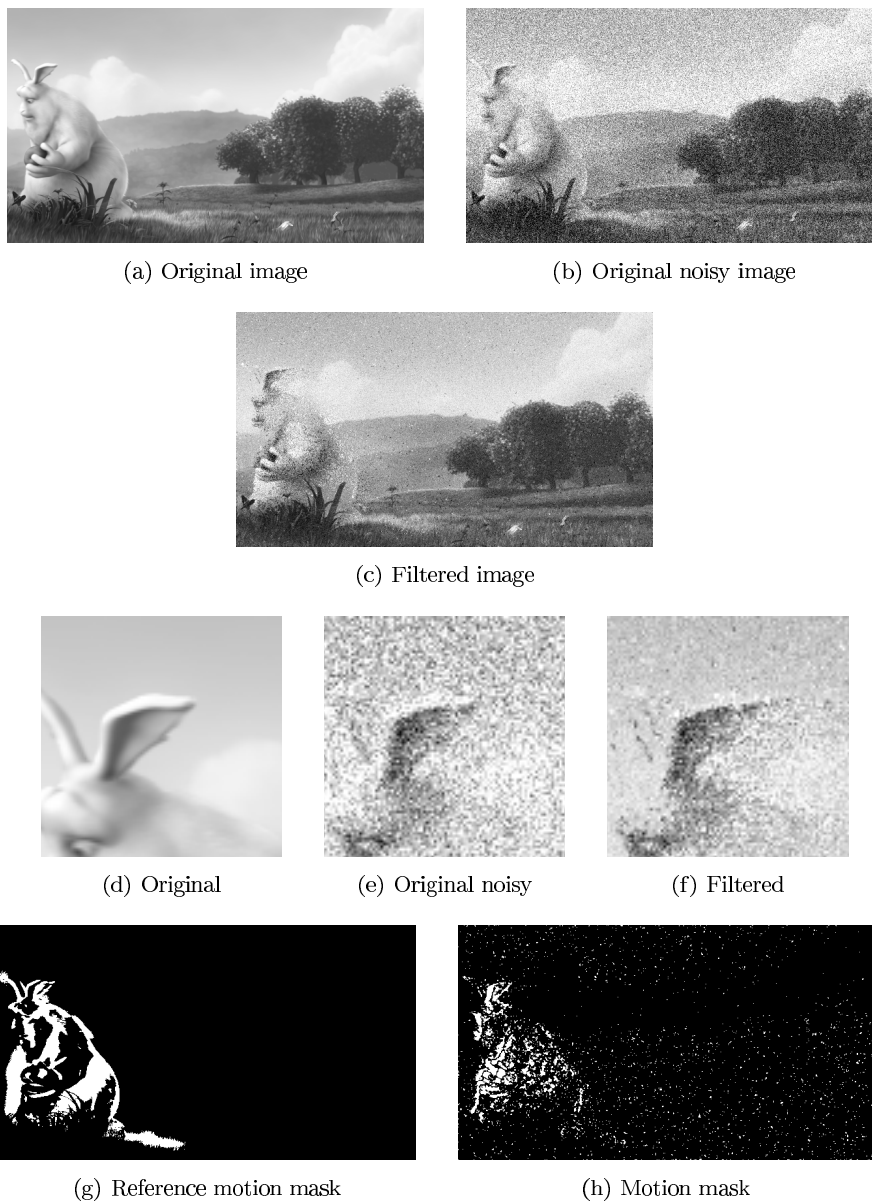 (a) Original image
(b) Original noisy image
(c) Filtered image
(d) Original
(e) Original noisy
(f) Filtered
(g) Reference motion mask
(h) Motion mask